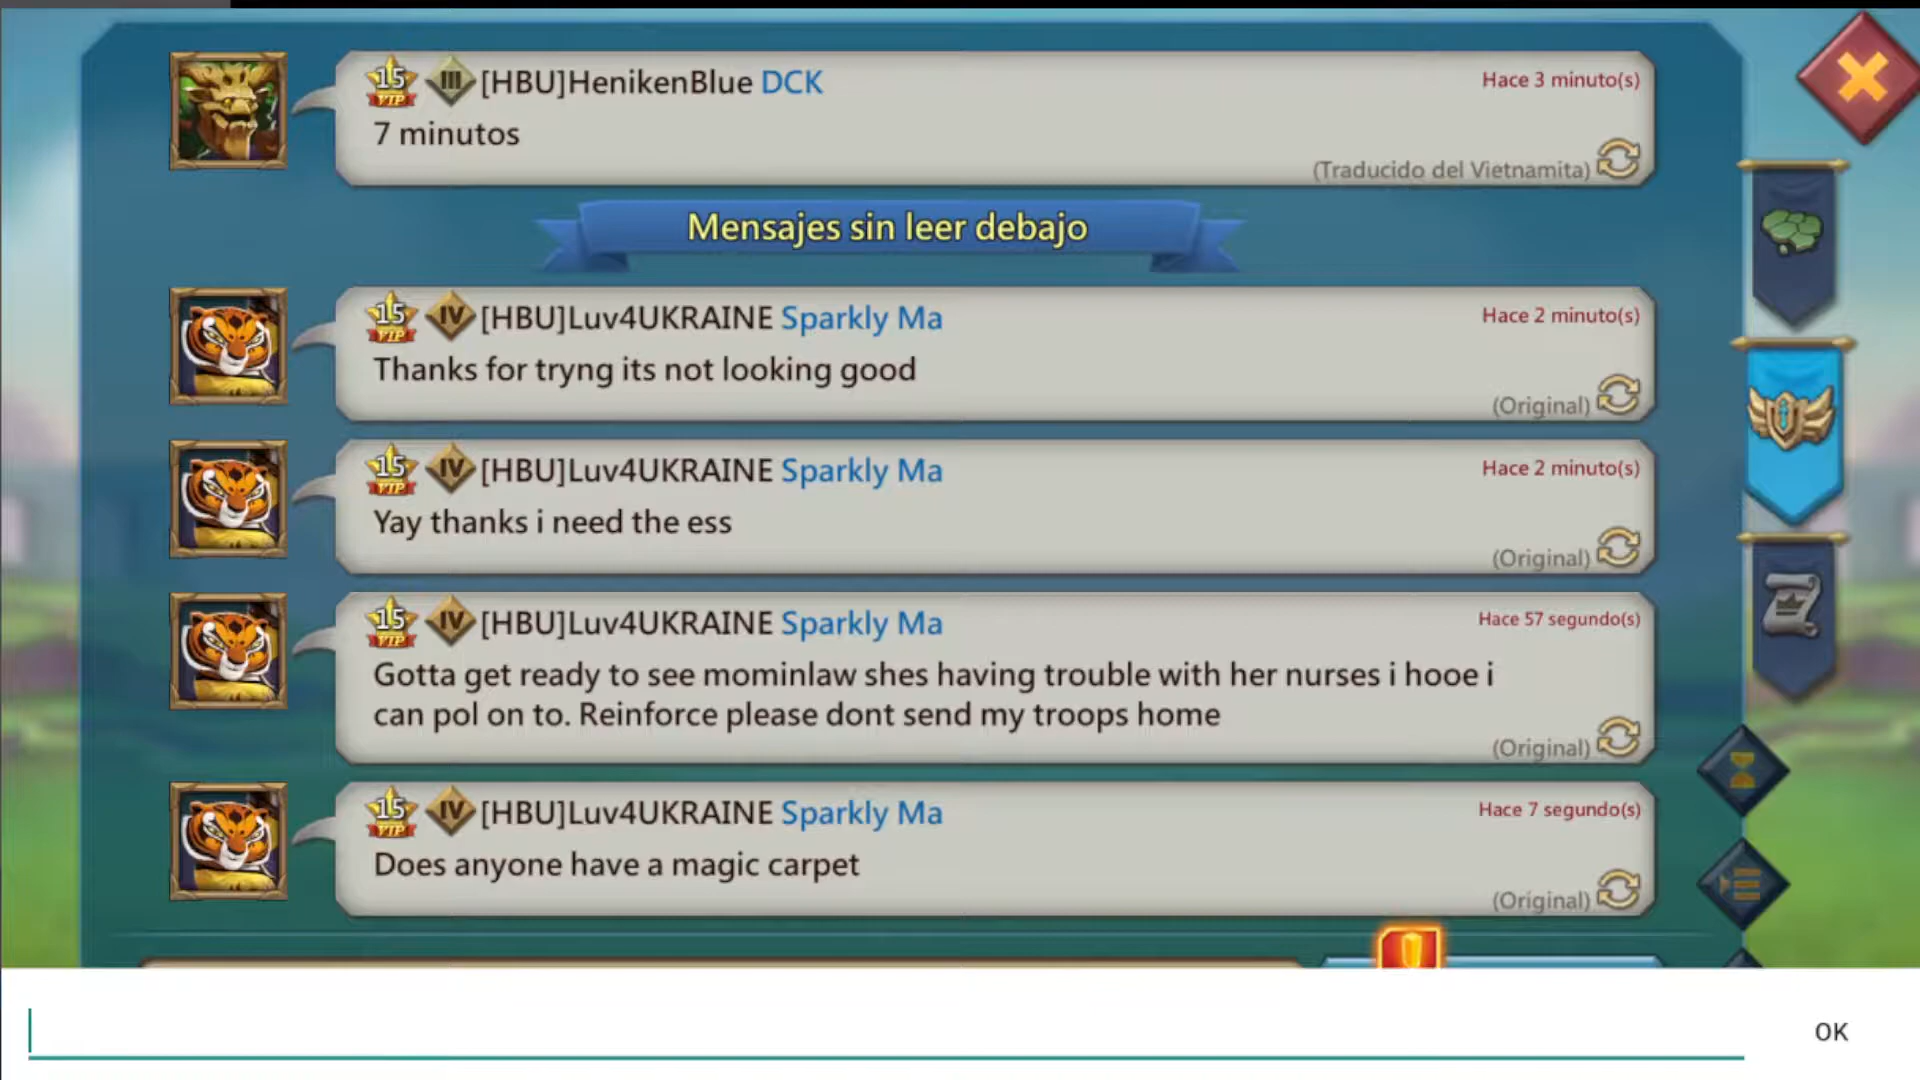 15 VIP III [HBU]HenikenBlue DCK Hace 3 minuto(s)
7 minutos
(Traducido del Vietnamita)
Mensajes sin leer debajo
15 VIP IV [HBU]Luv4UKRAINE Sparkly Ma Hace 2 minuto(s)
Thanks for tryng its not looking good
(Original)
15 VIP IV [HBU]Luv4UKRAINE Sparkly Ma Hace 2 minuto(s)
Yay thanks i need the ess
(Original)
15 VIP IV [HBU]Luv4UKRAINE Sparkly Ma Hace 57 segundo(s)
Gotta get ready to see mominlaw shes having trouble with her nurses i hooe i
can pol on to. Reinforce please dont send my troops home
(Original)
15 VIP IV [HBU]Luv4UKRAINE Sparkly Ma Hace 7 segundo(s)
Does anyone have a magic carpet
(Original)
OK